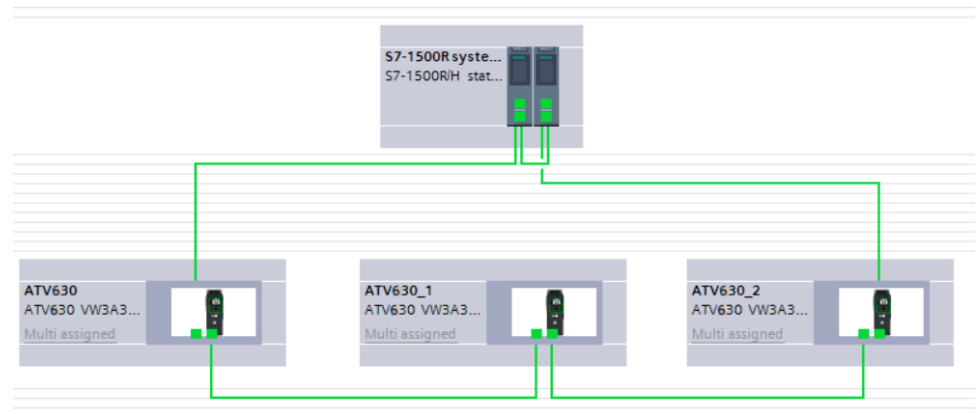 S7-1500R syste...
S7-1500R/H stat...
ATV630
ATV630 VW3A3...
Multi assigned
ATV630_1
ATV630 VW3A3...
Multi assigned
ATV630_2
ATV630 VW3A3...
Multi assigned